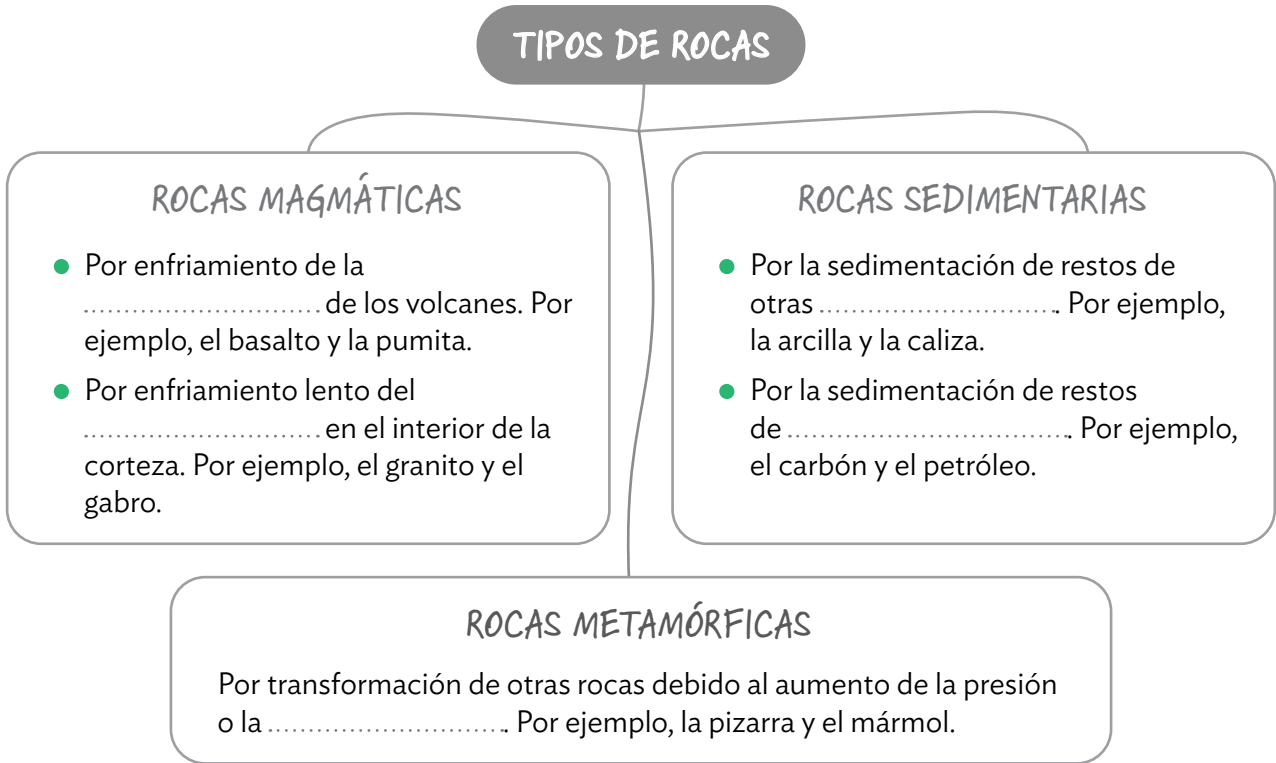 TIPOS DE ROCAS
ROCAS MAGMÁTICAS
Por enfriamiento de la
............................. de los volcanes. Por
ejemplo, el basalto y la pumita.
Por enfriamiento lento del
............................. en el interior de la
corteza. Por ejemplo, el granito y el
gabro.
ROCAS SEDIMENTARIAS
Por la sedimentación de restos de
otras ............................. . Por ejemplo,
la arcilla y la caliza.
Por la sedimentación de restos
de ................................... . Por ejemplo,
el carbón y el petróleo.
ROCAS METAMÓRFICAS
Por transformación de otras rocas debido al aumento de la presión
o la ............................. . Por ejemplo, la pizarra y el mármol.